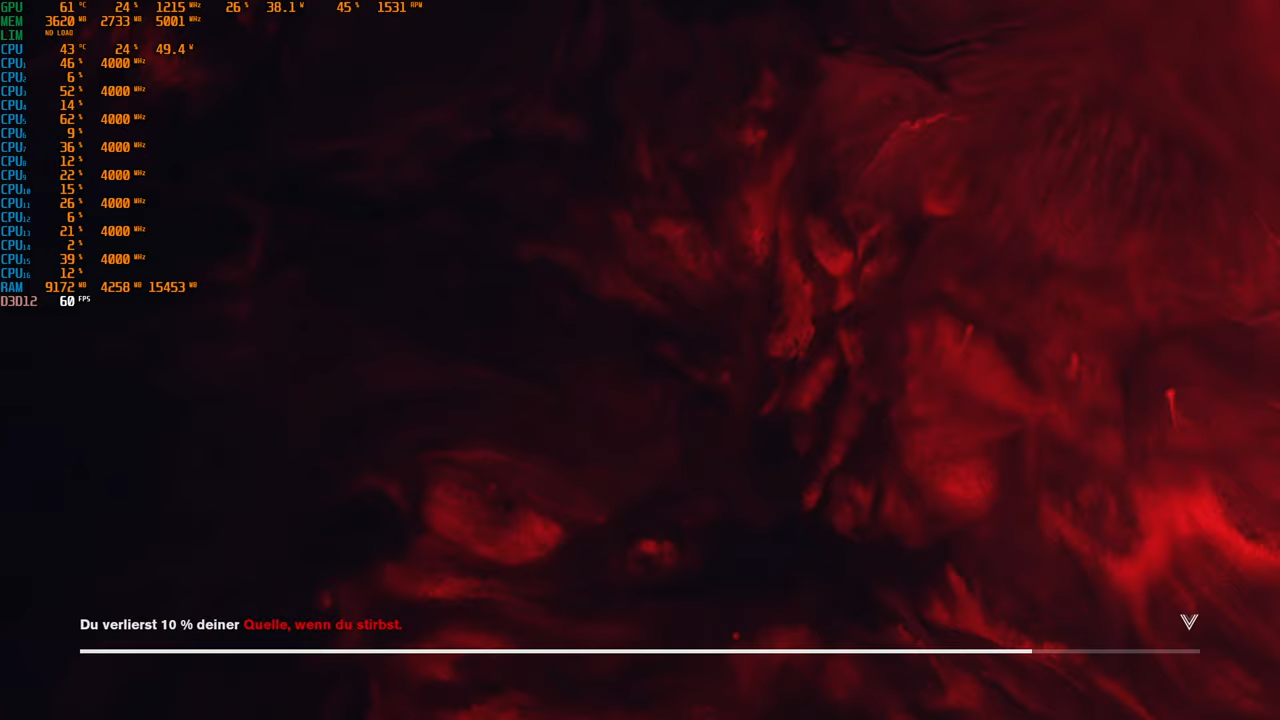 GPU 61 °C 24 % 1215 MHz 26 % 38.1 W 45 % 1531 RPM
MEM 3620 MB 2733 MB 5001 MHz
LIM NO LOAD
CPU 43 °C 24 % 49.4 W
CPU1 46 % 4000 MHz
CPU2 6 %
CPU3 52 % 4000 MHz
CPU4 14 %
CPU5 62 % 4000 MHz
CPU6 9 %
CPU7 36 % 4000 MHz
CPU8 12 %
CPU9 22 % 4000 MHz
CPU10 15 %
CPU11 26 % 4000 MHz
CPU12 6 %
CPU13 21 % 4000 MHz
CPU14 2 %
CPU15 39 % 4000 MHz
CPU16 12 %
RAM 9172 MB 4258 MB 15453 MB
D3D12 60 FPS
Du verlierst 10 % deiner Quelle, wenn du stirbst.